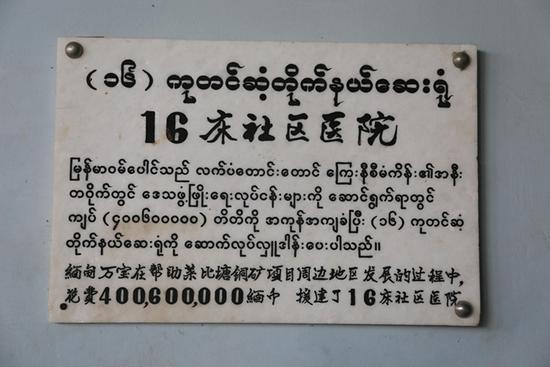 (၁၆) ကုတင်ဆံ့တိုက်နယ်ဆေးရုံ
16床社区医院
မြန်မာဝမ်ပေါင်သည် လက်ပံတောင်းတောင် ကြေးနီစီမံကိန်း၏အနီး
တဝိုက်တွင် ဒေသဖွံ့ဖြိုးရေးလုပ်ငန်းများကို ဆောင်ရွက်ရာတွင်
ကျပ် (၄၀၀၆၀၀၀၀၀) တိတိကို အကုန်အကျခံပြီး (၁၆) ကုတင်ဆံ့
တိုက်နယ်ဆေးရုံကို ဆောက်လုပ်လှူဒါန်းပေးပါသည်။
缅甸万宝在帮助莱比塘铜矿项目周边地区发展的过程中,
花费400,600,000缅币 援建了16床社区医院